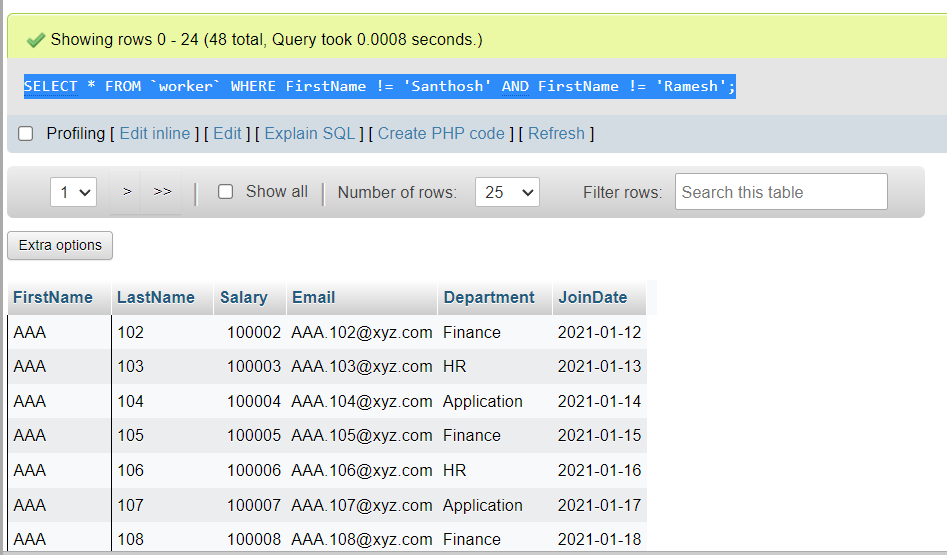 Showing rows 0 - 24 (48 total, Query took 0.0008 seconds.)
SELECT * FROM `worker` WHERE FirstName != 'Santhosh' AND FirstName != 'Ramesh';
Profiling [ Edit inline ] [ Edit ] [ Explain SQL ] [ Create PHP code ] [ Refresh ]
1 > >> | Show all | Number of rows: 25 Filter rows: Search this table
Extra options
FirstName LastName Salary Email Department JoinDate
AAA 102 100002 AAA.102@xyz.com Finance 2021-01-12
AAA 103 100003 AAA.103@xyz.com HR 2021-01-13
AAA 104 100004 AAA.104@xyz.com Application 2021-01-14
AAA 105 100005 AAA.105@xyz.com Finance 2021-01-15
AAA 106 100006 AAA.106@xyz.com HR 2021-01-16
AAA 107 100007 AAA.107@xyz.com Application 2021-01-17
AAA 108 100008 AAA.108@xyz.com Finance 2021-01-18